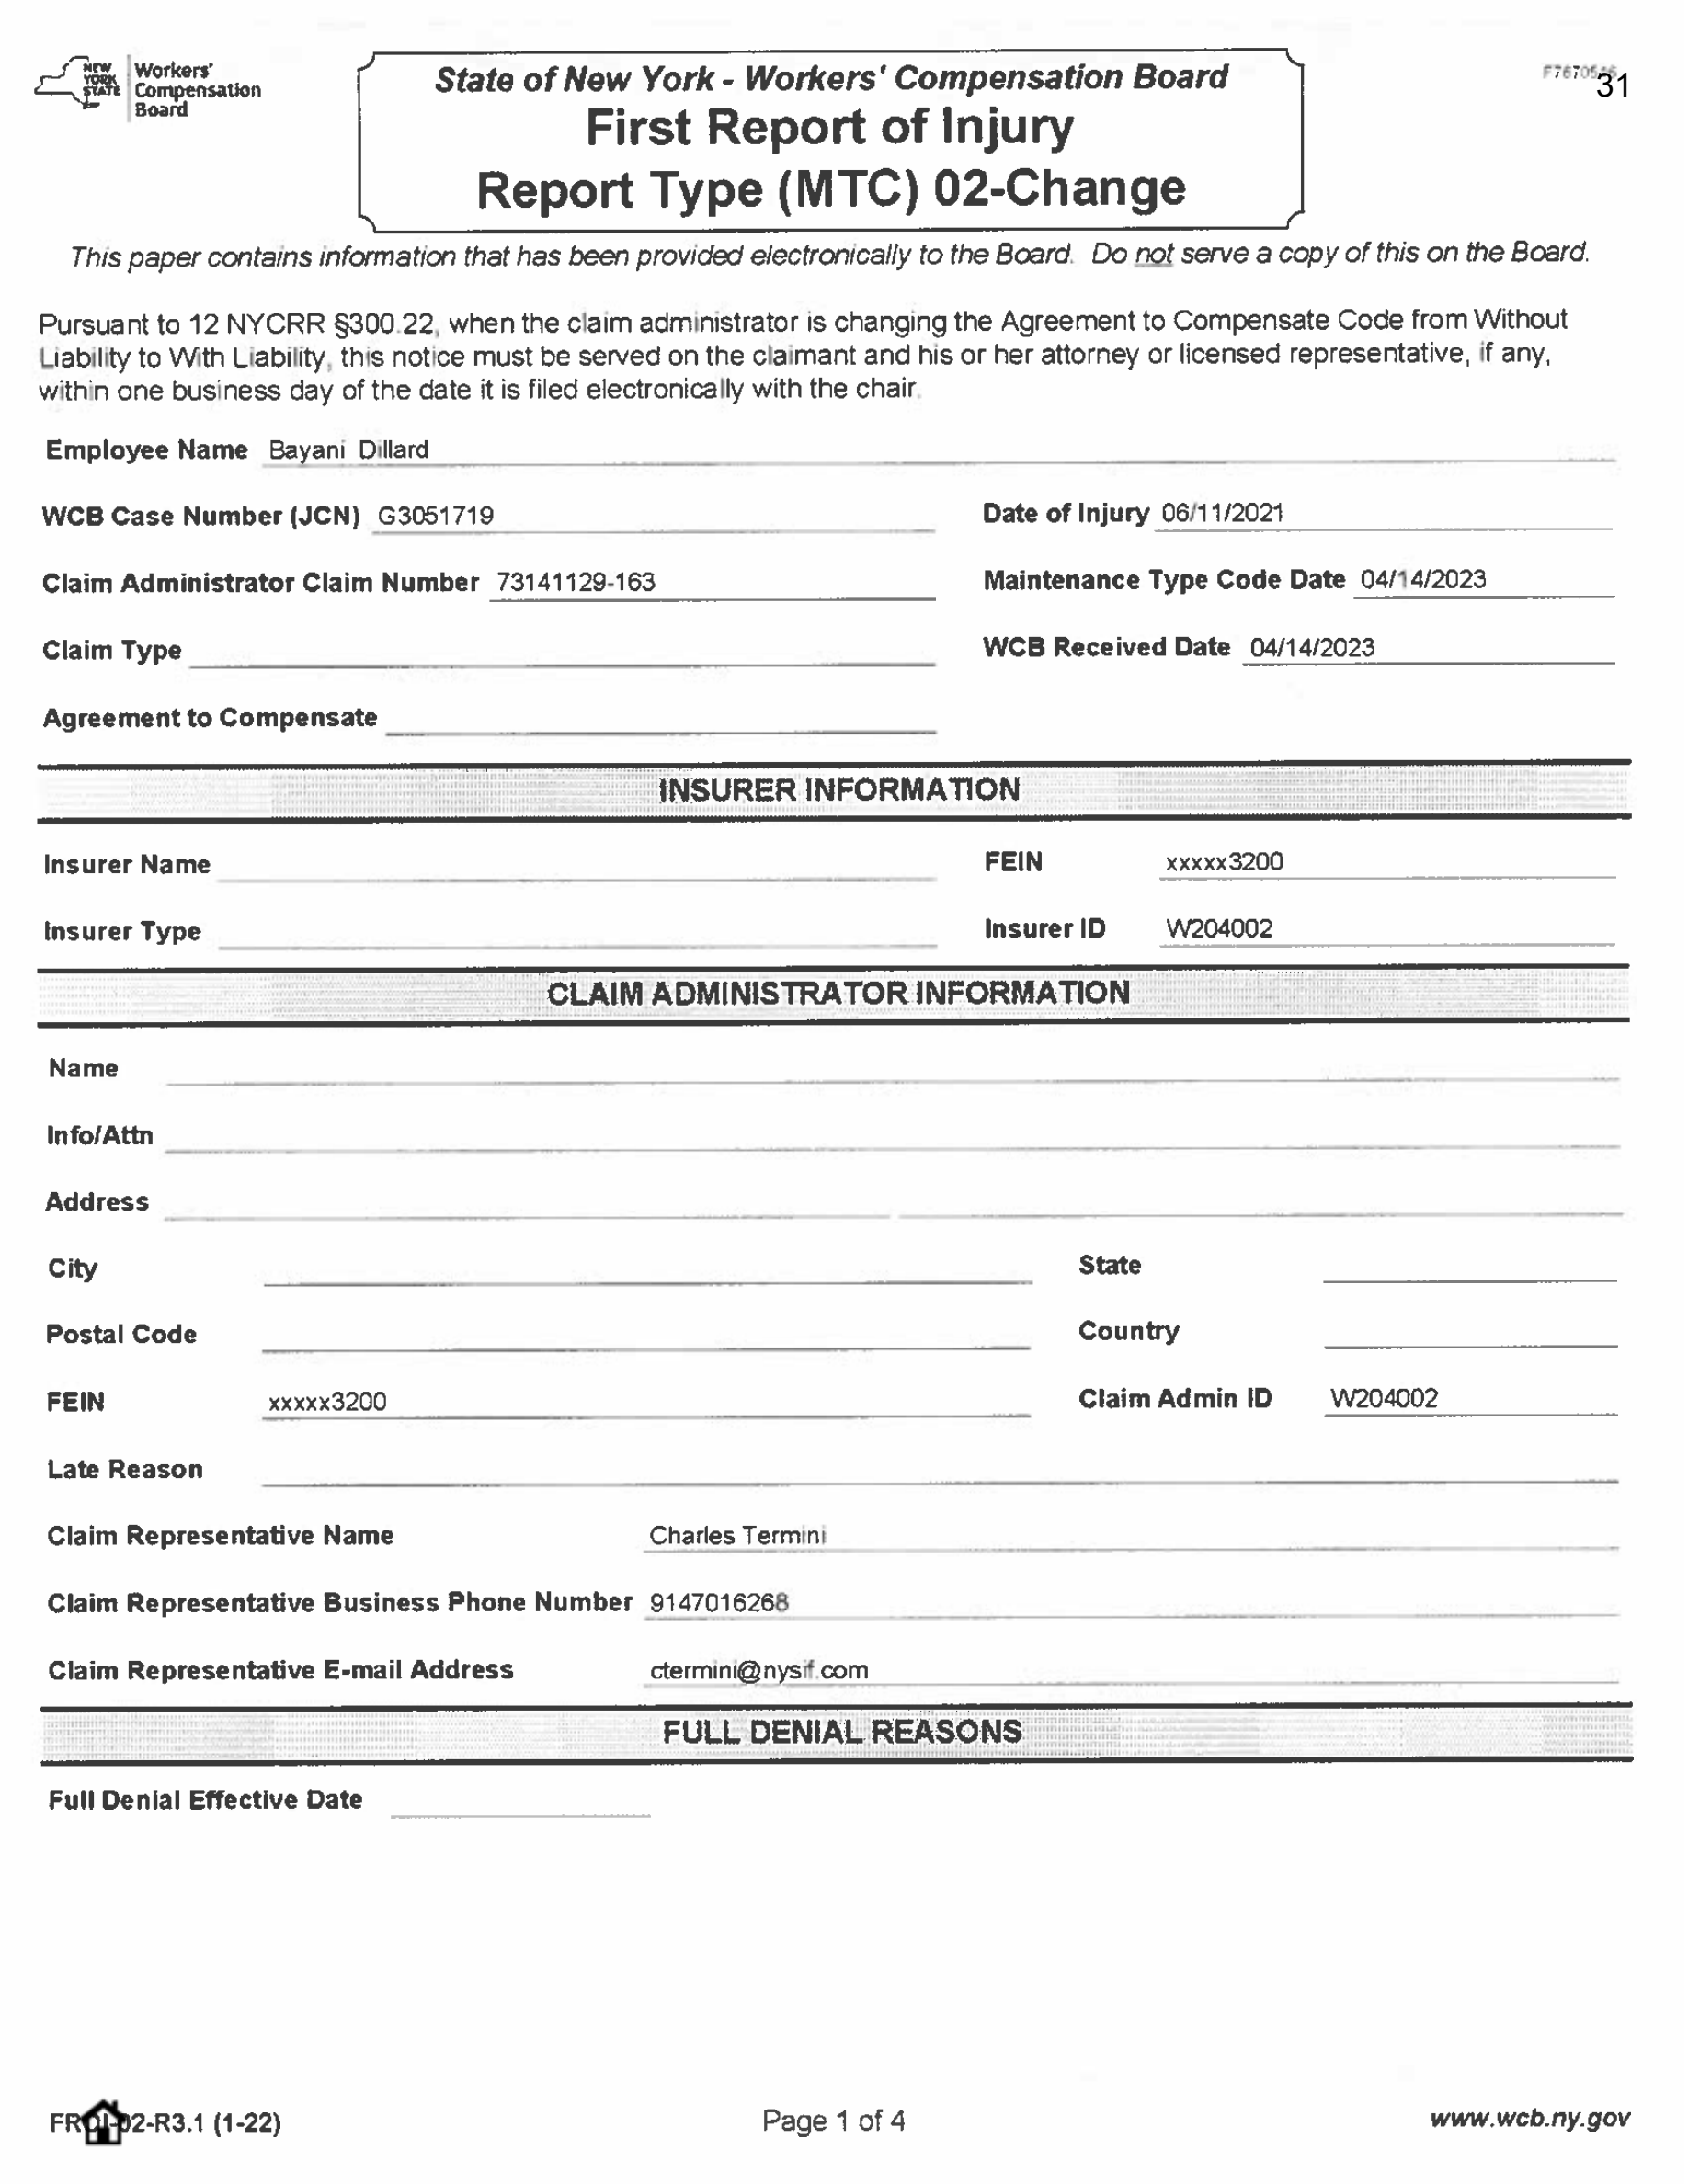 NEW YORK STATE
Workers'
Compensation
Board
State of New York - Workers' Compensation Board
First Report of Injury
Report Type (MTC) 02-Change
31
This paper contains information that has been provided electronically to the Board. Do not serve a copy of this on the Board.
Pursuant to 12 NYCRR §300.22, when the claim administrator is changing the Agreement to Compensate Code from Without
Liability to With Liability, this notice must be served on the claimant and his or her attorney or licensed representative, if any,
within one business day of the date it is filed electronically with the chair.
Employee Name Bayani Dillard
WCB Case Number (JCN) G3051719 Date of Injury 06/11/2021
Claim Administrator Claim Number 73141129-163 Maintenance Type Code Date 04/14/2023
Claim Type WCB Received Date 04/14/2023
Agreement to Compensate
INSURER INFORMATION
Insurer Name FEIN xxxxx3200
Insurer Type Insurer ID W204002
CLAIM ADMINISTRATOR INFORMATION
Name
Info/Attn
Address
City State
Postal Code Country
FEIN xxxxx3200 Claim Admin ID W204002
Late Reason
Claim Representative Name Charles Termini
Claim Representative Business Phone Number 9147016268
Claim Representative E-mail Address ctermini@nysif.com
FULL DENIAL REASONS
Full Denial Effective Date
FROI-02-R3.1 (1-22) Page 1 of 4 www.wcb.ny.gov